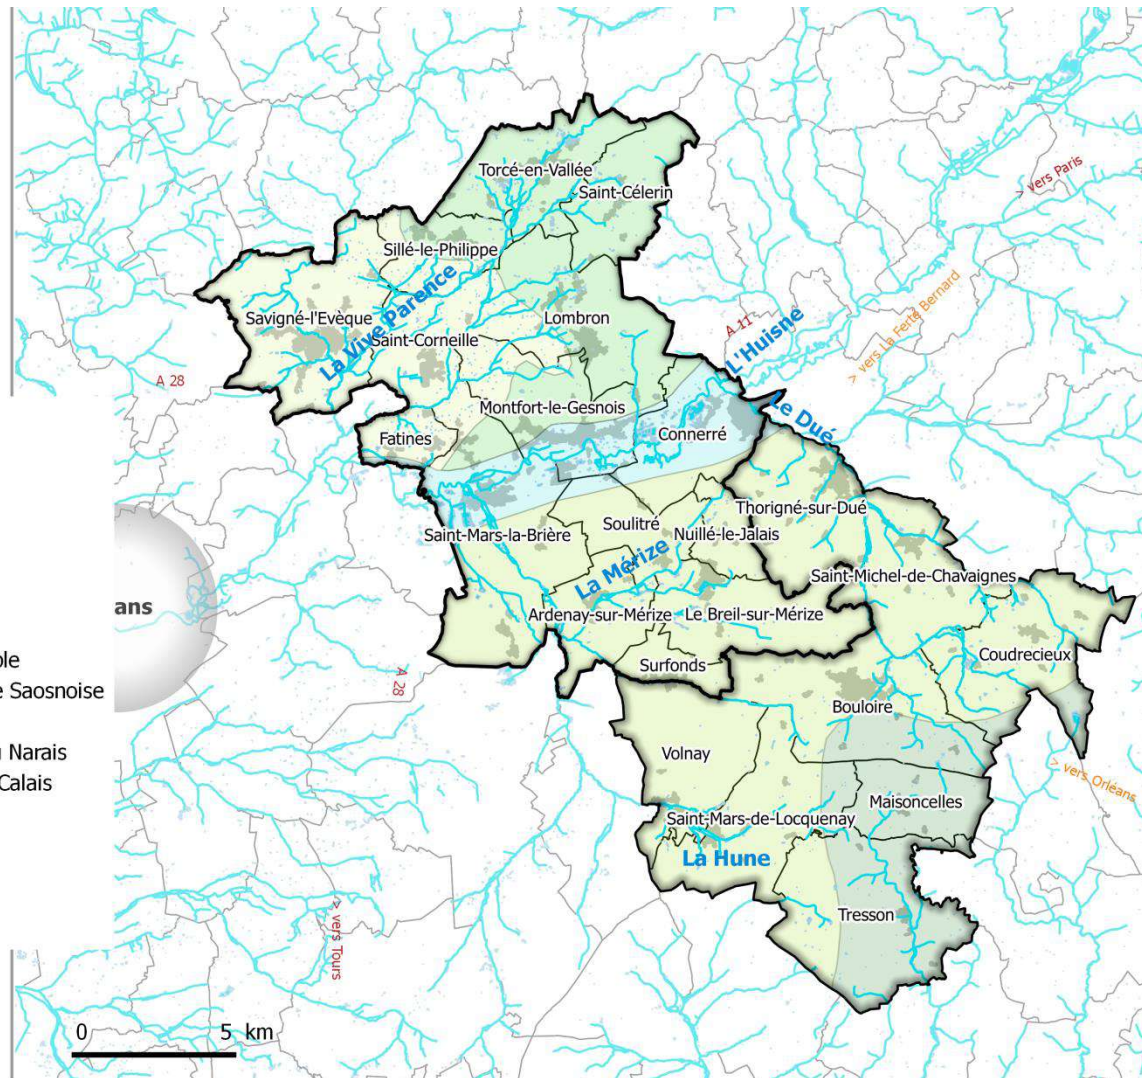 Torcé-en-Vallée
Saint-Célerin
> vers Paris
Sillé-le-Philippe
La Vive Parence
Savigné-l'Evèque
Lombron
Saint-Corneille
A 11
L'Huisne
> vers La Ferté Bernard
A 28
Montfort-le-Gesnois
Le Dué
Fatines
Connerré
Thorigné-sur-Dué
Saint-Mars-la-Brière
Soulitré
Nuillé-le-Jalais
La Mérize
Saint-Michel-de-Chavaignes
ans
Ardenay-sur-Mérize
Le Breil-sur-Mérize
Coudrecieux
Surfonds
A 28
e Saosnoise
Bouloire
Narais
Volnay
Calais
> vers Orléans
Maisoncelles
Saint-Mars-de-Locquenay
La Hune
Tresson
> vers Tours
0 5 km